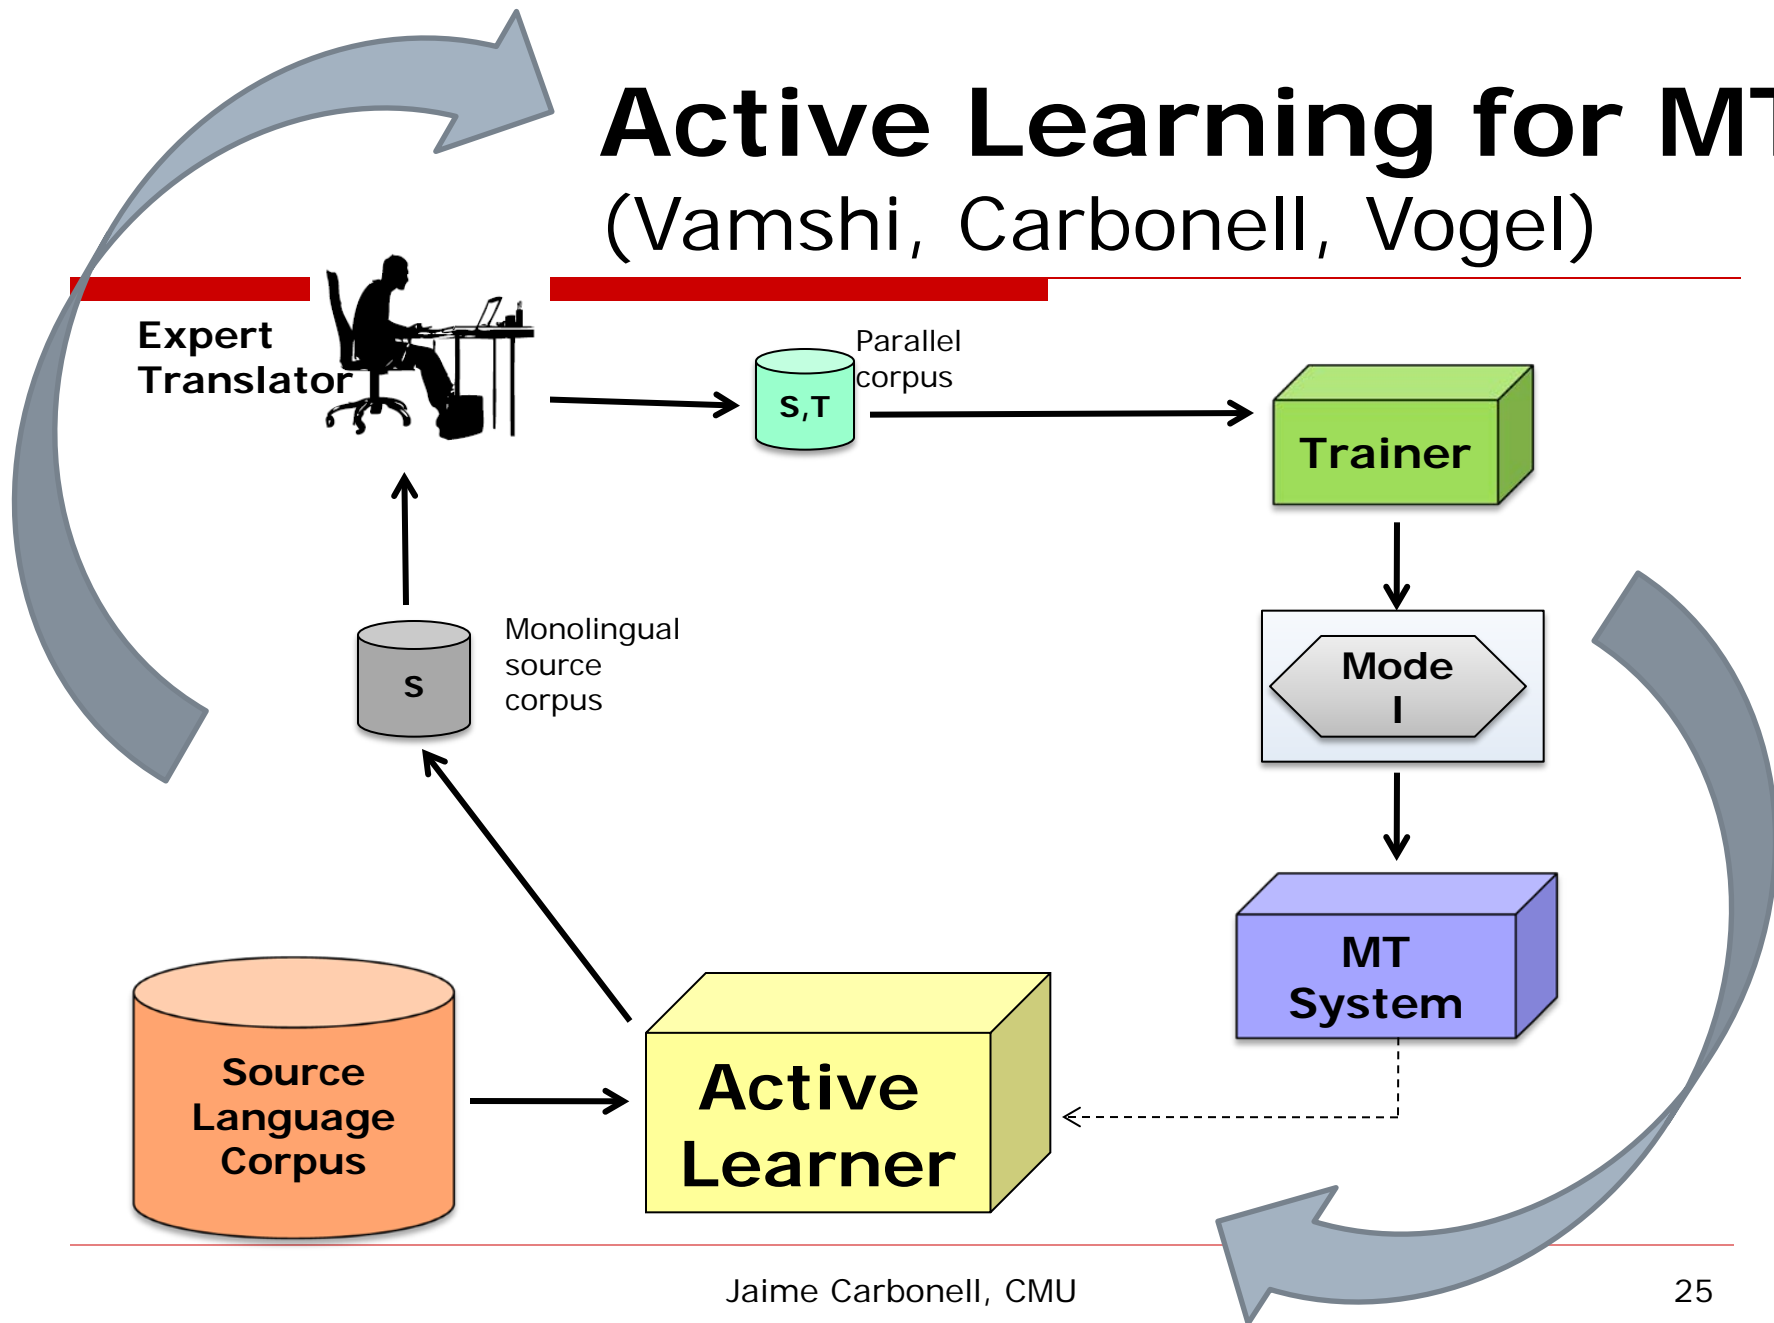 Active Learning for MT
(Vamshi, Carbonell, Vogel)
Expert
Translator
Parallel
corpus
S,T
Trainer
Monolingual
source
corpus
S
Mode
l
MT
System
Source
Language
Corpus
Active
Learner
Jaime Carbonell, CMU
25